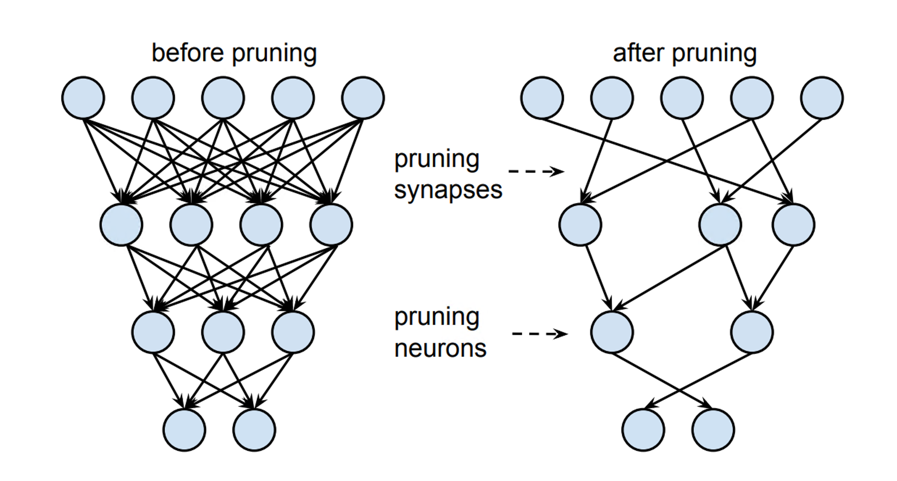 before pruning
after pruning
pruning
synapses
pruning
neurons